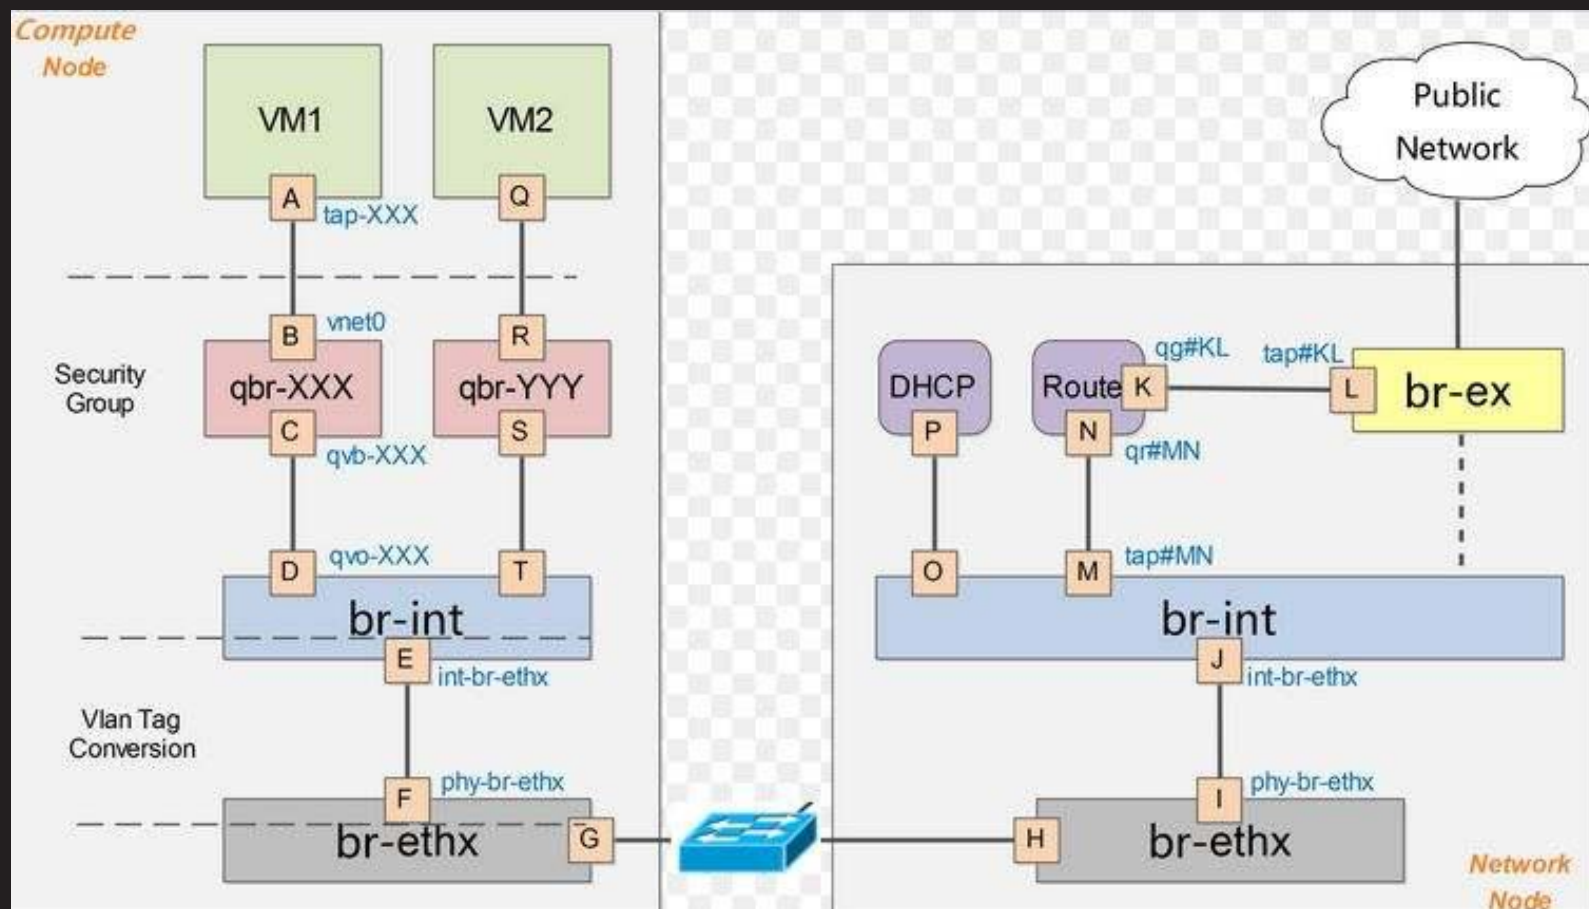 Compute
Node
VM1
VM2
A
tap-XXX
Q
Security
Group
B
vnet0
R
qbr-XXX
qbr-YYY
C
qvb-XXX
S
D
qvo-XXX
T
br-int
E
int-br-ethx
Vlan Tag
Conversion
F
phy-br-ethx
br-ethx
G
Public
Network
DHCP
Route
K
qg#KL
tap#KL
L
br-ex
P
N
qr#MN
O
M
tap#MN
br-int
J
int-br-ethx
I
phy-br-ethx
H
br-ethx
Network
Node